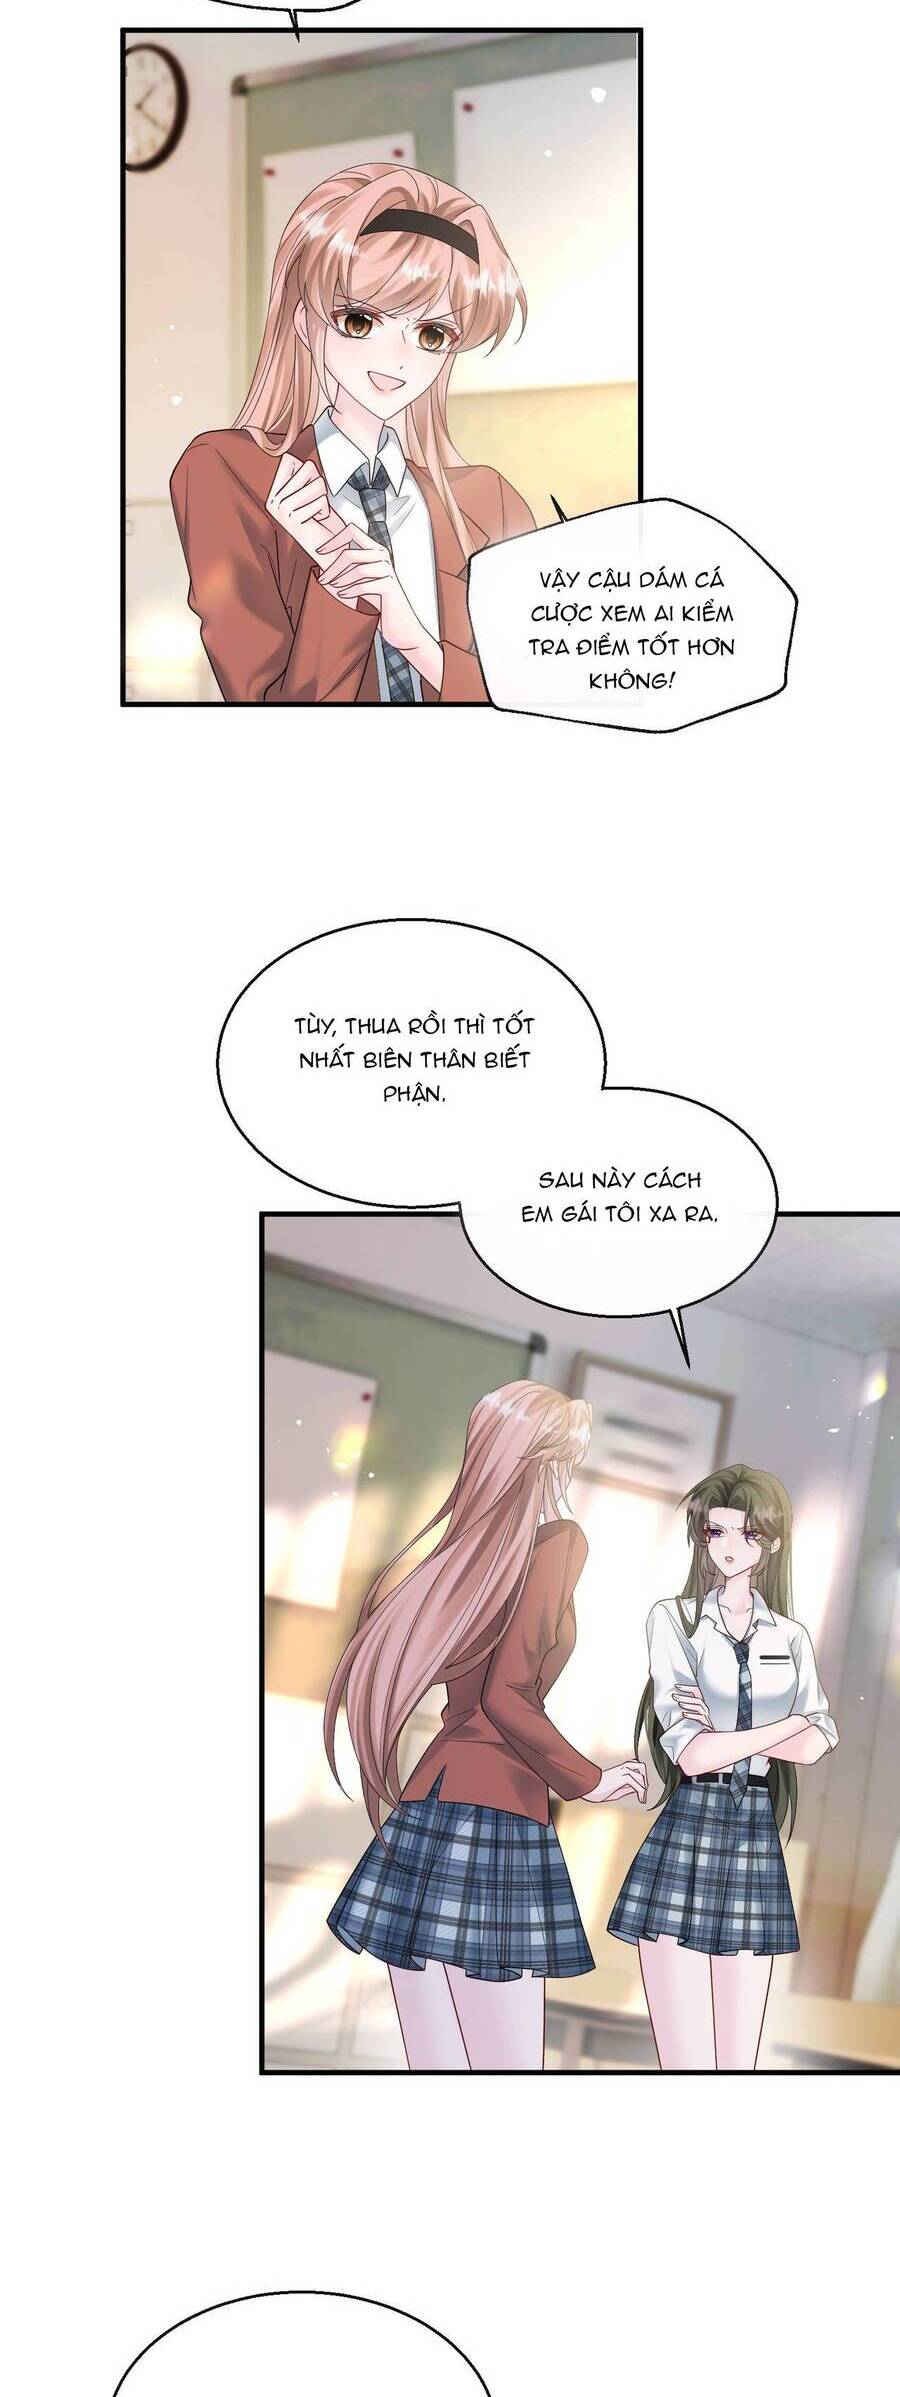 VẬY CẬU DÁM CÁ
CƯỢC XEM AI KIỂM
TRA ĐIỂM TỐT HƠN
KHÔNG!
TÙY, THUA RỒI THÌ TỐT
NHẤT BIÊN THÂN BIẾT
PHẬN.
SAU NÀY CÁCH
EM GÁI TÔI XA RA.